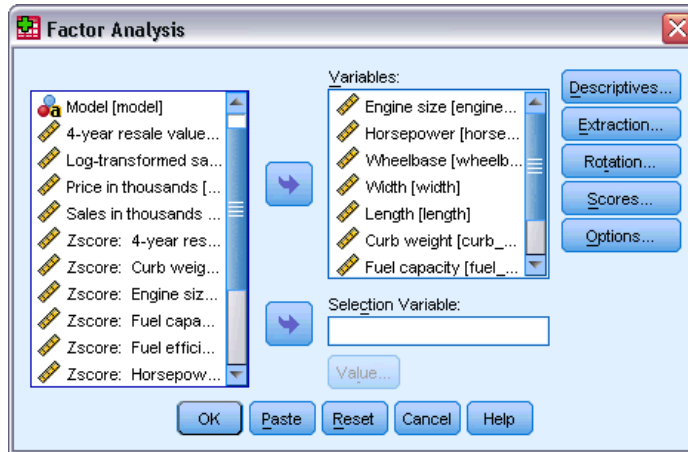 Factor Analysis
Model [model]
4-year resale value...
Log-transformed sa...
Price in thousands [...
Sales in thousands ...
Zscore: 4-year res...
Zscore: Curb weig...
Zscore: Engine siz...
Zscore: Fuel capa...
Zscore: Fuel effici...
Zscore: Horsepow...
Variables:
Engine size [engine...
Horsepower [horse...
Wheelbase [wheelb...
Width [width]
Length [length]
Curb weight [curb_...
Fuel capacity [fuel_...
Selection Variable:
Value...
Descriptives...
Extraction...
Rotation...
Scores...
Options...
OK
Paste
Reset
Cancel
Help